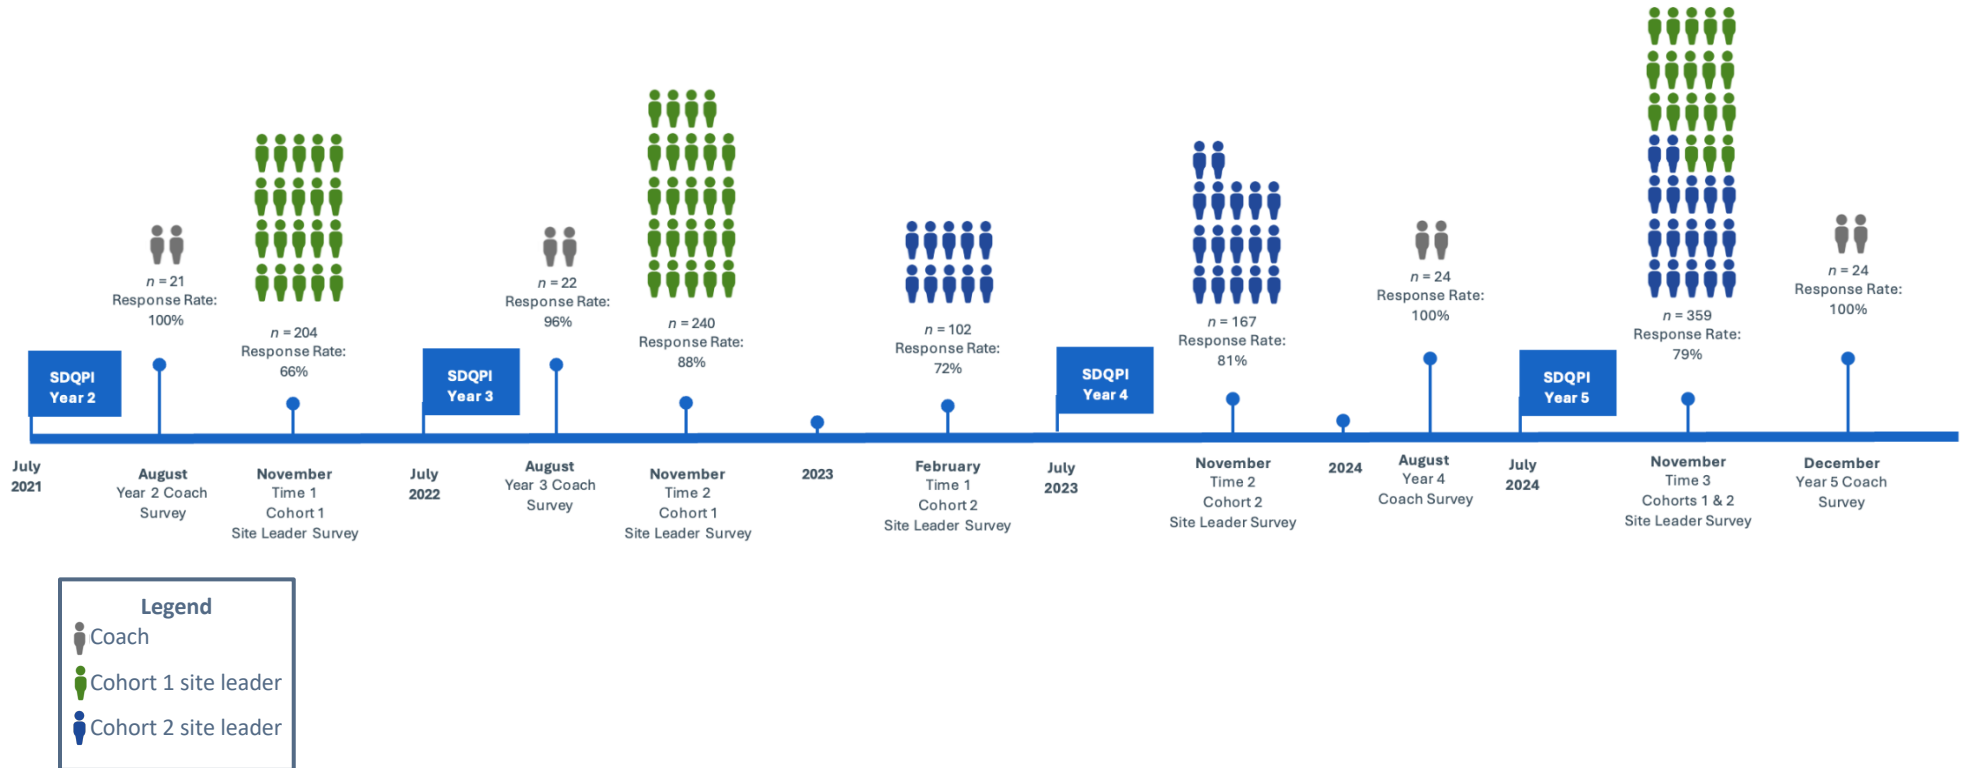 n = 21
Response Rate:
100%
n = 204
Response Rate:
66%
n = 22
Response Rate:
96%
n = 240
Response Rate:
88%
n = 102
Response Rate:
72%
n = 167
Response Rate:
81%
n = 24
Response Rate:
100%
n = 359
Response Rate:
79%
n = 24
Response Rate:
100%
SDQPI
Year 2
SDQPI
Year 3
SDQPI
Year 4
SDQPI
Year 5
July
2021
August
Year 2 Coach
Survey
November
Time 1
Cohort 1
Site Leader Survey
July
2022
August
Year 3 Coach
Survey
November
Time 2
Cohort 1
Site Leader Survey
2023
February
Time 1
Cohort 2
Site Leader Survey
July
2023
November
Time 2
Cohort 2
Site Leader Survey
2024
August
Year 4
Coach Survey
July
2024
November
Time 3
Cohorts 1 & 2
Site Leader Survey
December
Year 5 Coach
Survey
Legend
Coach
Cohort 1 site leader
Cohort 2 site leader